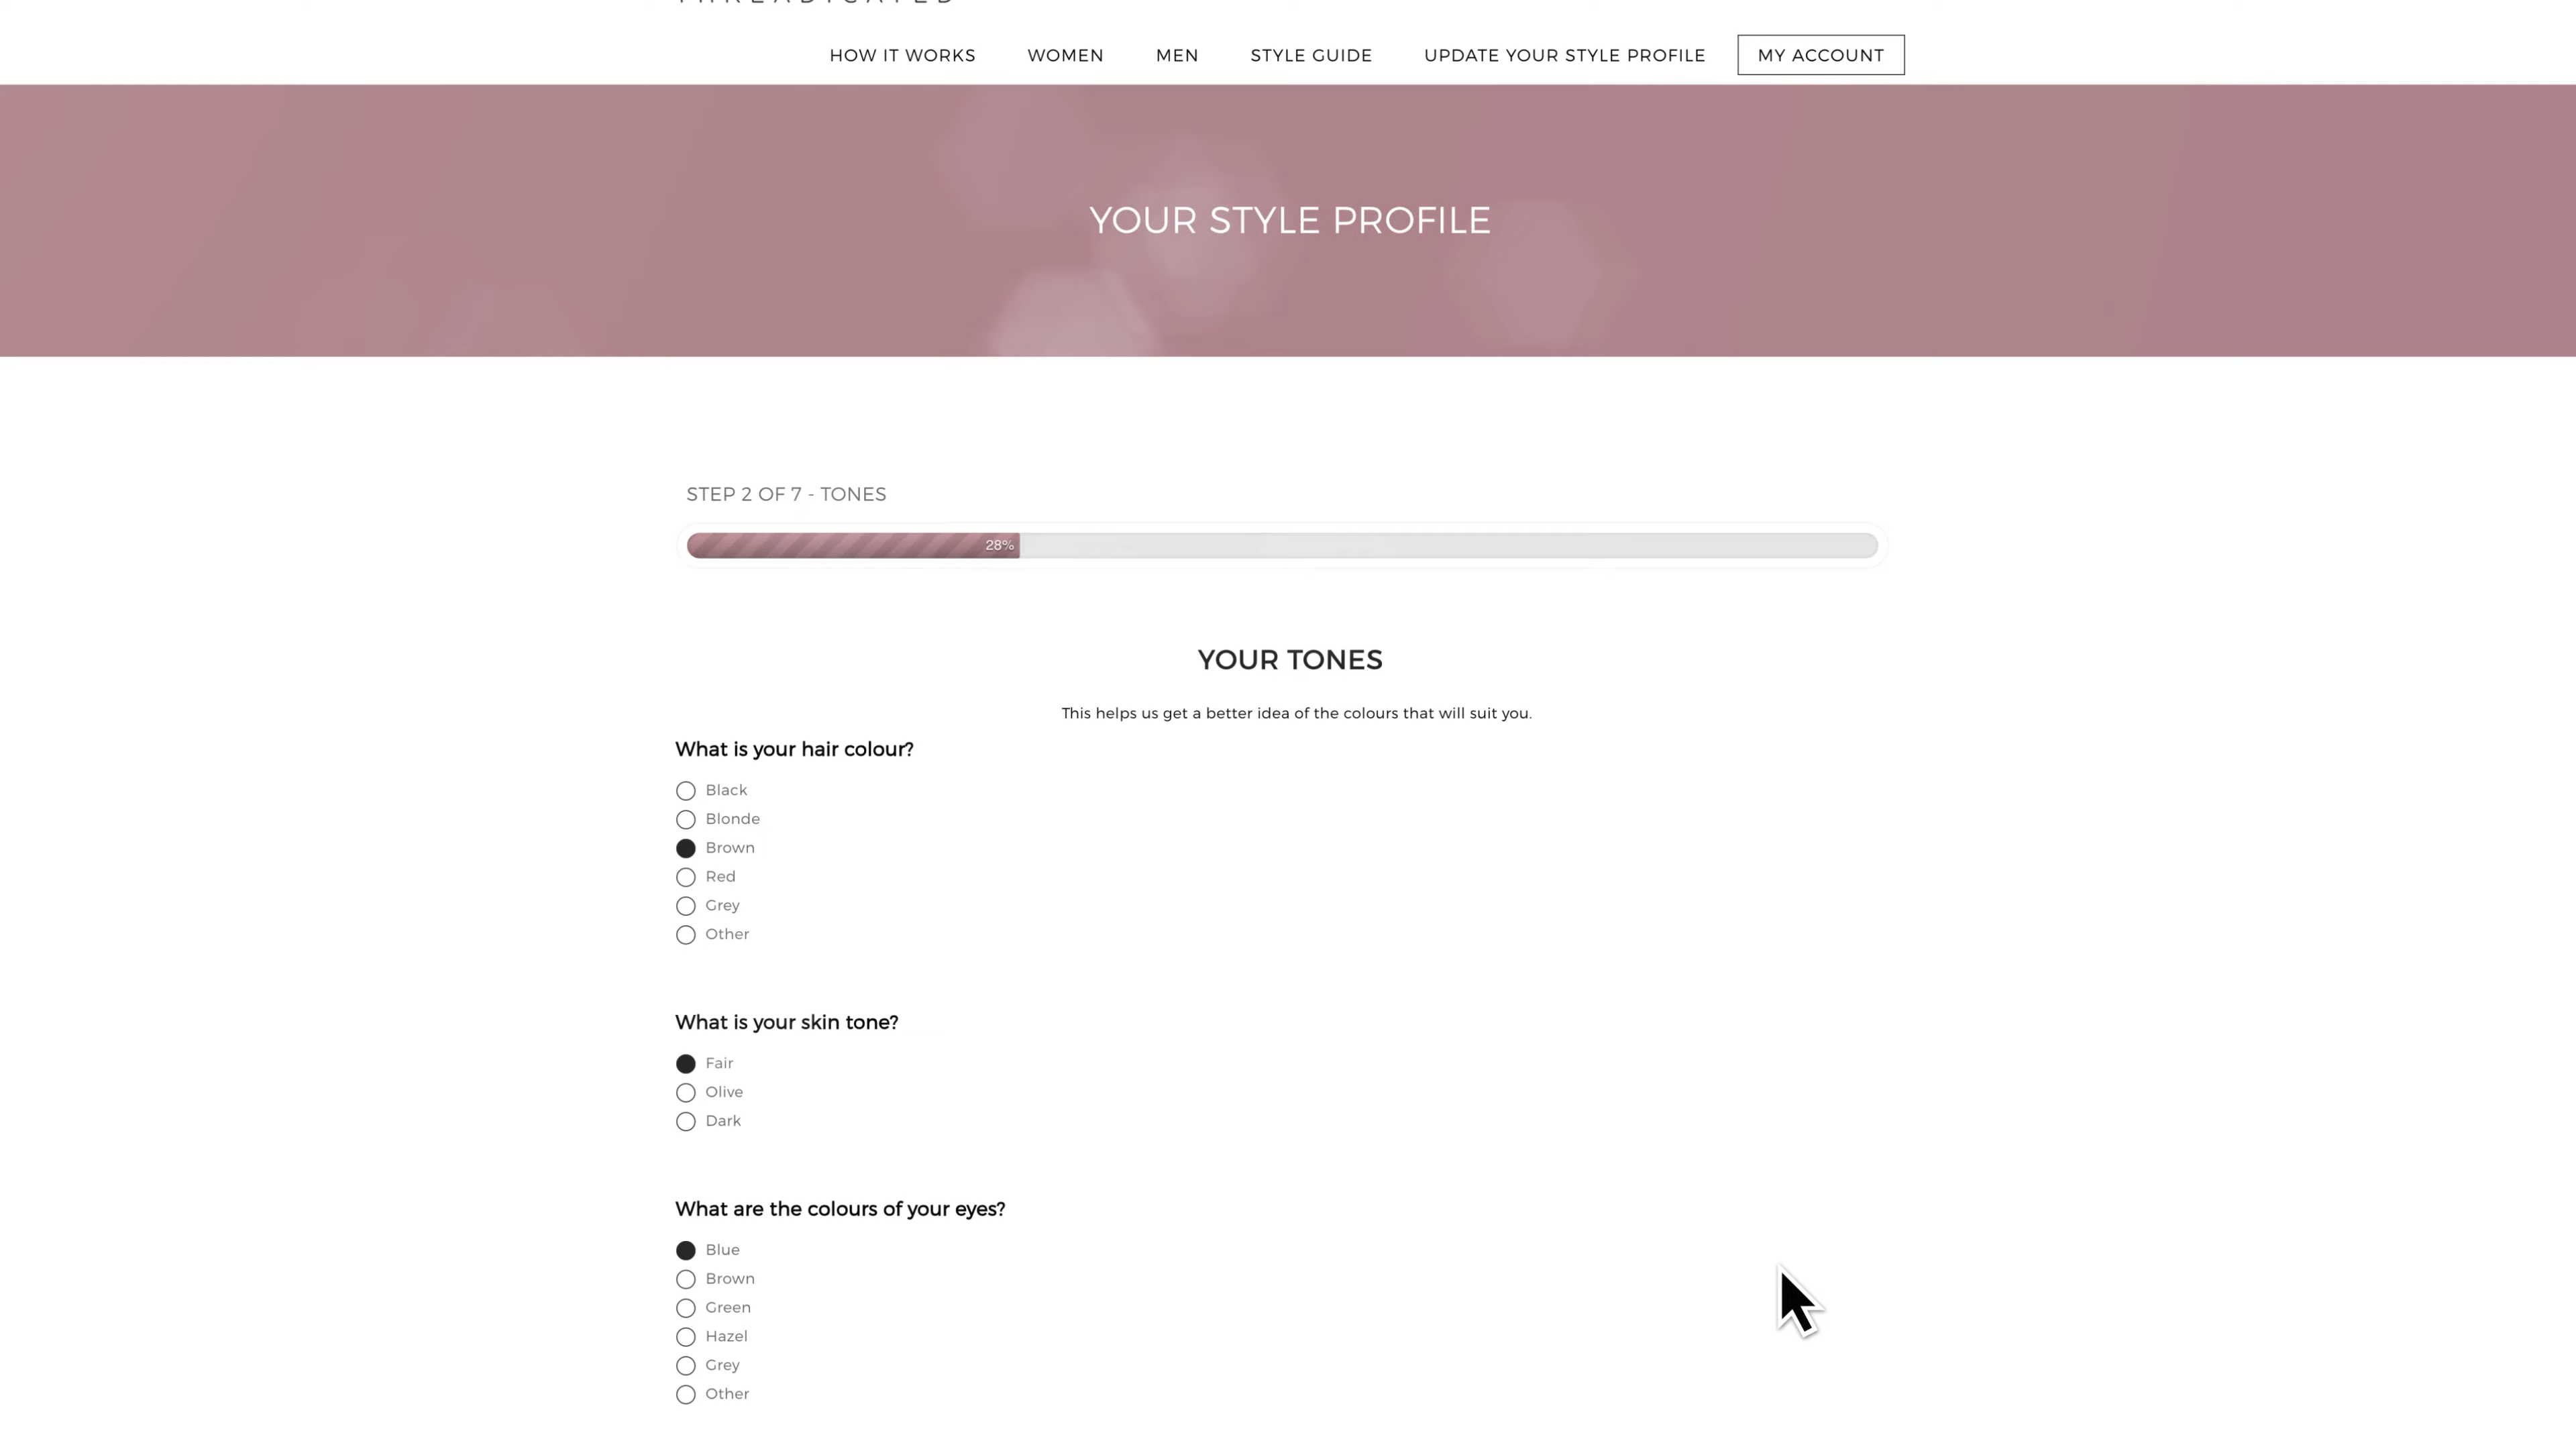 THREADICATED
HOW IT WORKS WOMEN MEN STYLE GUIDE UPDATE YOUR STYLE PROFILE MY ACCOUNT
YOUR STYLE PROFILE
STEP 2 OF 7 - TONES
28%
YOUR TONES
This helps us get a better idea of the colours that will suit you.
What is your hair colour?
Black
Blonde
Brown
Red
Grey
Other
What is your skin tone?
Fair
Olive
Dark
What are the colours of your eyes?
Blue
Brown
Green
Hazel
Grey
Other